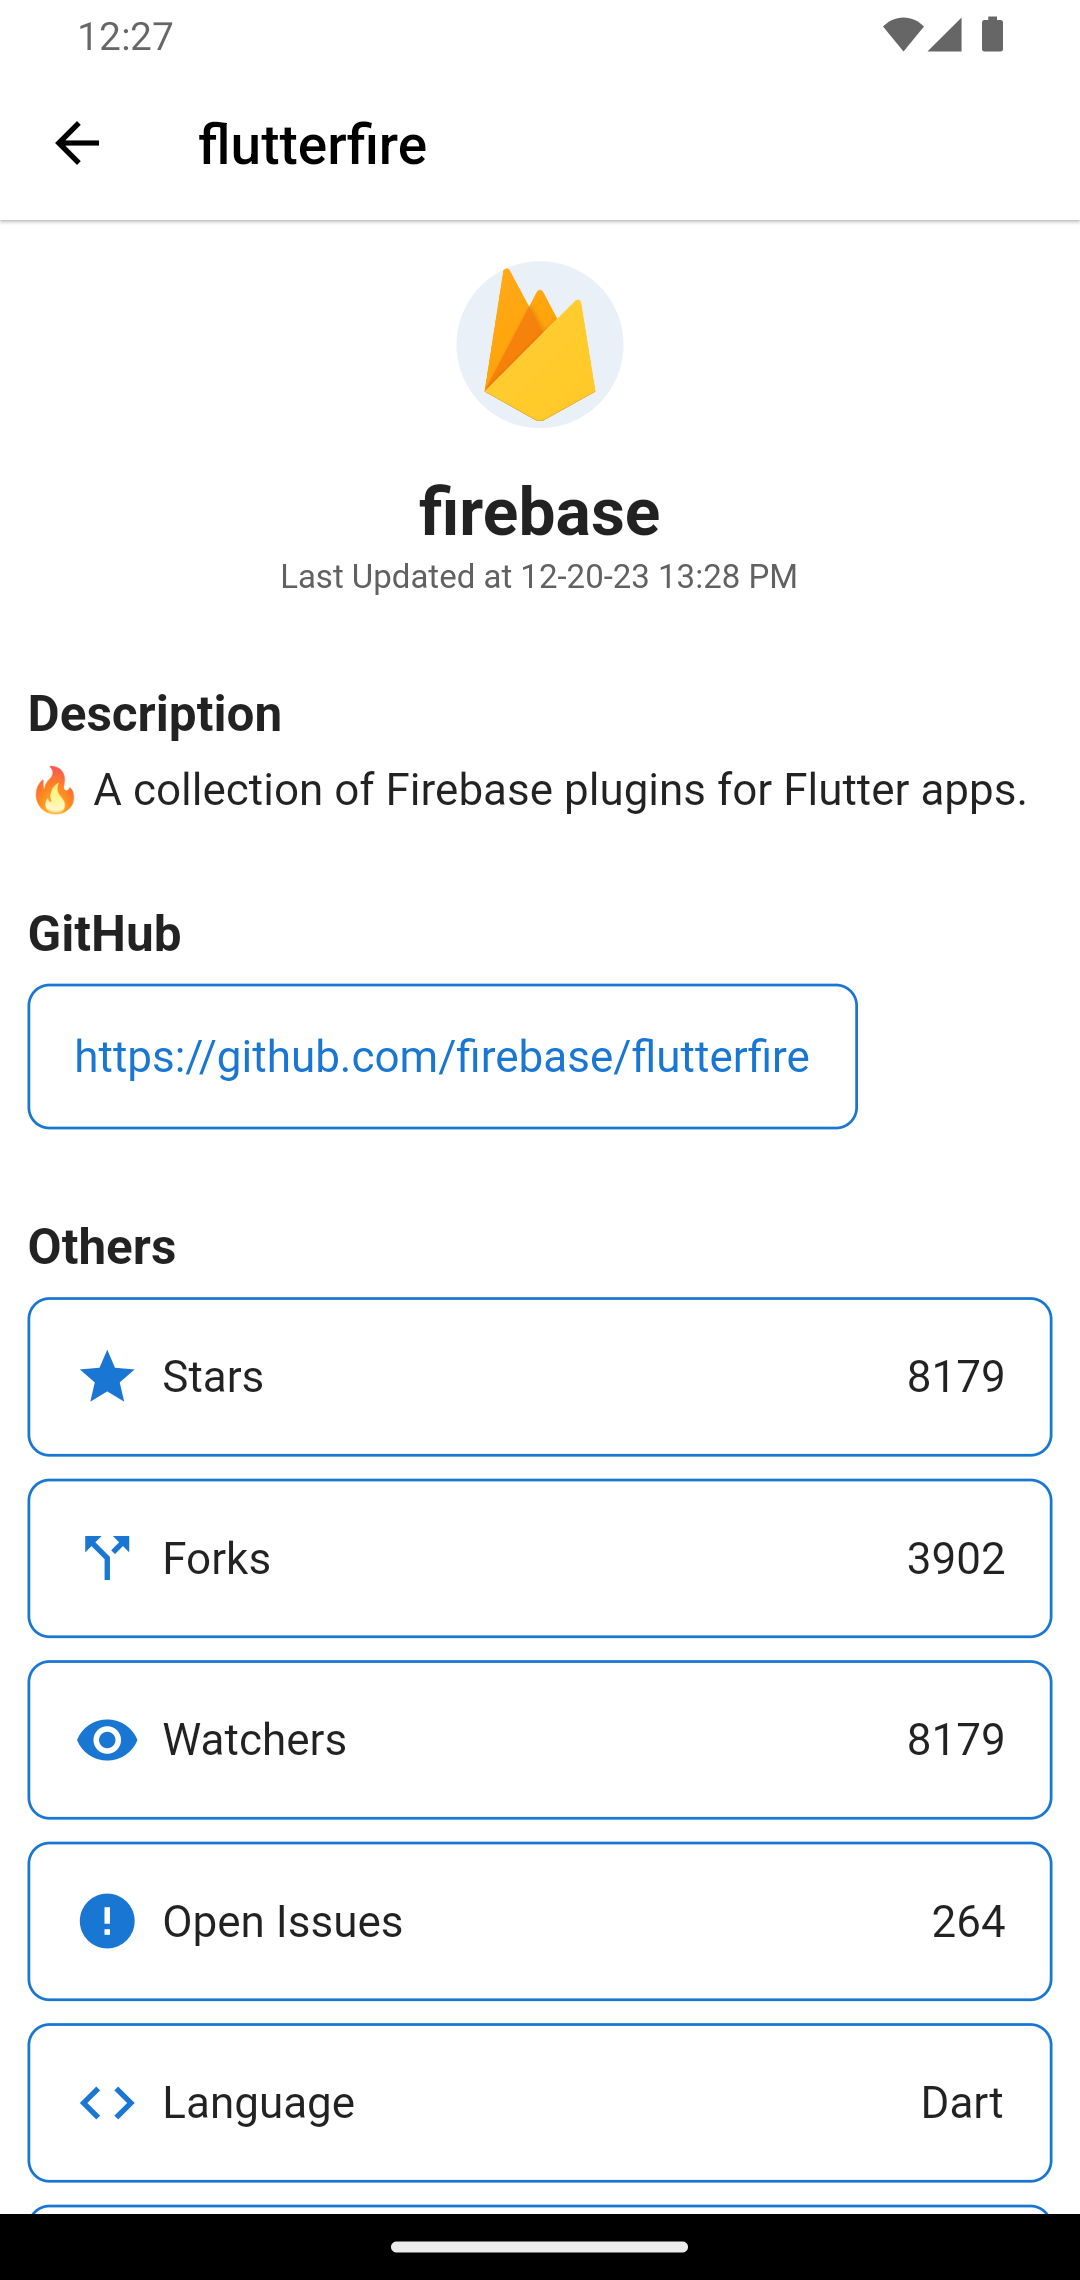 12:27
flutterfire
firebase
Last Updated at 12-20-23 13:28 PM
Description
🔥 A collection of Firebase plugins for Flutter apps.
GitHub
https://github.com/firebase/flutterfire
Others
Stars 8179
Forks 3902
Watchers 8179
Open Issues 264
Language Dart